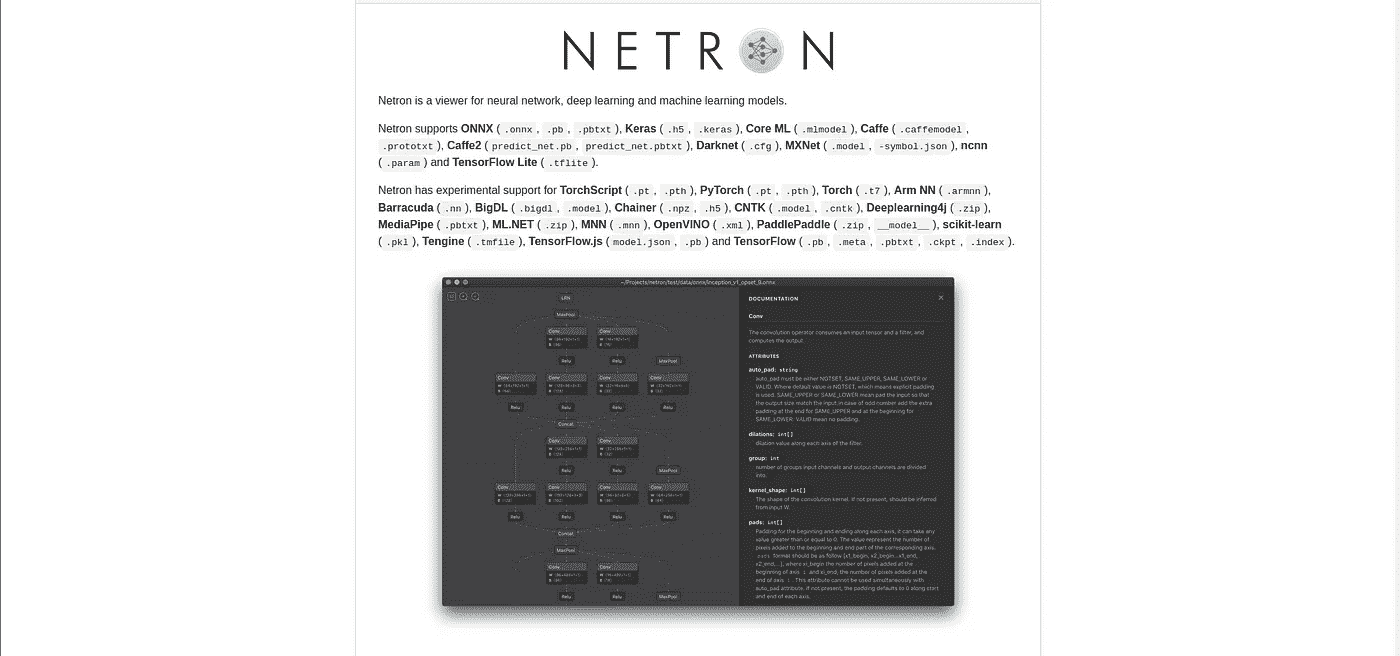 NETRON
Netron is a viewer for neural network, deep learning and machine learning models.
Netron supports ONNX ( .onnx , .pb , .pbtxt ), Keras ( .h5 , .keras ), Core ML ( .mlmodel ), Caffe ( .caffemodel ,
.prototxt ), Caffe2 ( predict_net.pb , predict_net.pbtxt ), Darknet ( .cfg ), MXNet ( .model , -symbol.json ), ncnn
( .param ) and TensorFlow Lite ( .tflite ).
Netron has experimental support for TorchScript ( .pt , .pth ), PyTorch ( .pt , .pth ), Torch ( .t7 ), Arm NN ( .armnn ),
Barracuda ( .nn ), BigDL ( .bigdl , .model ), Chainer ( .npz , .h5 ), CNTK ( .model , .cntk ), Deeplearning4j ( .zip ),
MediaPipe ( .pbtxt ), ML.NET ( .zip ), MNN ( .mnn ), OpenVINO ( .xml ), PaddlePaddle ( .zip , __model__ ), scikit-learn
( .pkl ), Tengine ( .tmfile ), TensorFlow.js ( model.json , .pb ) and TensorFlow ( .pb , .meta , .pbtxt , .ckpt , .index ).
~/Projects/netron/test/data/onnx/inception_v1_opset_9.onnx
LRN
MaxPool
Conv Conv
Relu Relu MaxPool
Conv Conv Conv Conv
Relu Relu Relu Relu
Concat
Conv Conv
Relu Relu MaxPool
Conv Conv Conv Conv
Relu Relu Relu Relu
Concat
MaxPool
Conv Conv
Relu Relu MaxPool
DOCUMENTATION
Conv
The convolution operator consumes an input tensor and a filter, and
computes the output.
ATTRIBUTES
auto_pad: string
auto_pad must be either NOTSET, SAME_UPPER, SAME_LOWER or
VALID. Where default value is NOTSET, which means explicit padding
is used. SAME_UPPER or SAME_LOWER mean pad the input so that
the output size match the input.In case of odd number add the extra
padding at the end for SAME_UPPER and at the beginning for
SAME_LOWER. VALID mean no padding.
dilations: int[]
dilation value along each axis of the filter.
group: int
number of groups input channels and output channels are divided
into.
kernel_shape: int[]
The shape of the convolution kernel. If not present, should be inferred
from input W.
pads: int[]
Padding for the beginning and ending along each axis, it can take any
value greater than or equal to 0. The value represent the number of
pixels added to the beginning and end part of the corresponding axis.
pads format should be as follow [x1_begin, x2_begin...x1_end,
x2_end,...], where xi_begin the number of pixels added at the
beginning of axis i and xi_end, the number of pixels added at the
end of axis i . This attribute cannot be used simultaneously with
auto_pad attribute. If not present, the padding defaults to 0 along start
and end of each axis.